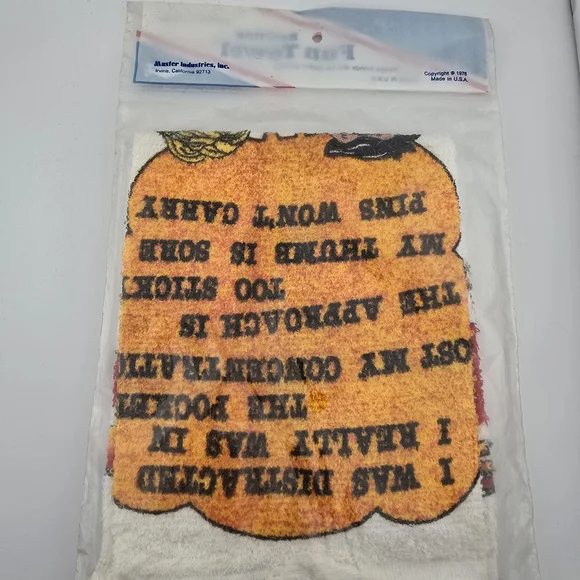 Fun Towel
Master Industries, Inc.
Irvine, California 92713
Copyright © 1978
Made in U.S.A.
I WAS DISTRACTED
I REALLY WAS IN
THE POCKET
OST MY CONCENTRATI
THE APPROACH IS
TOO STICKY
MY THUMB IS SORE
PINS WON'T CARRY